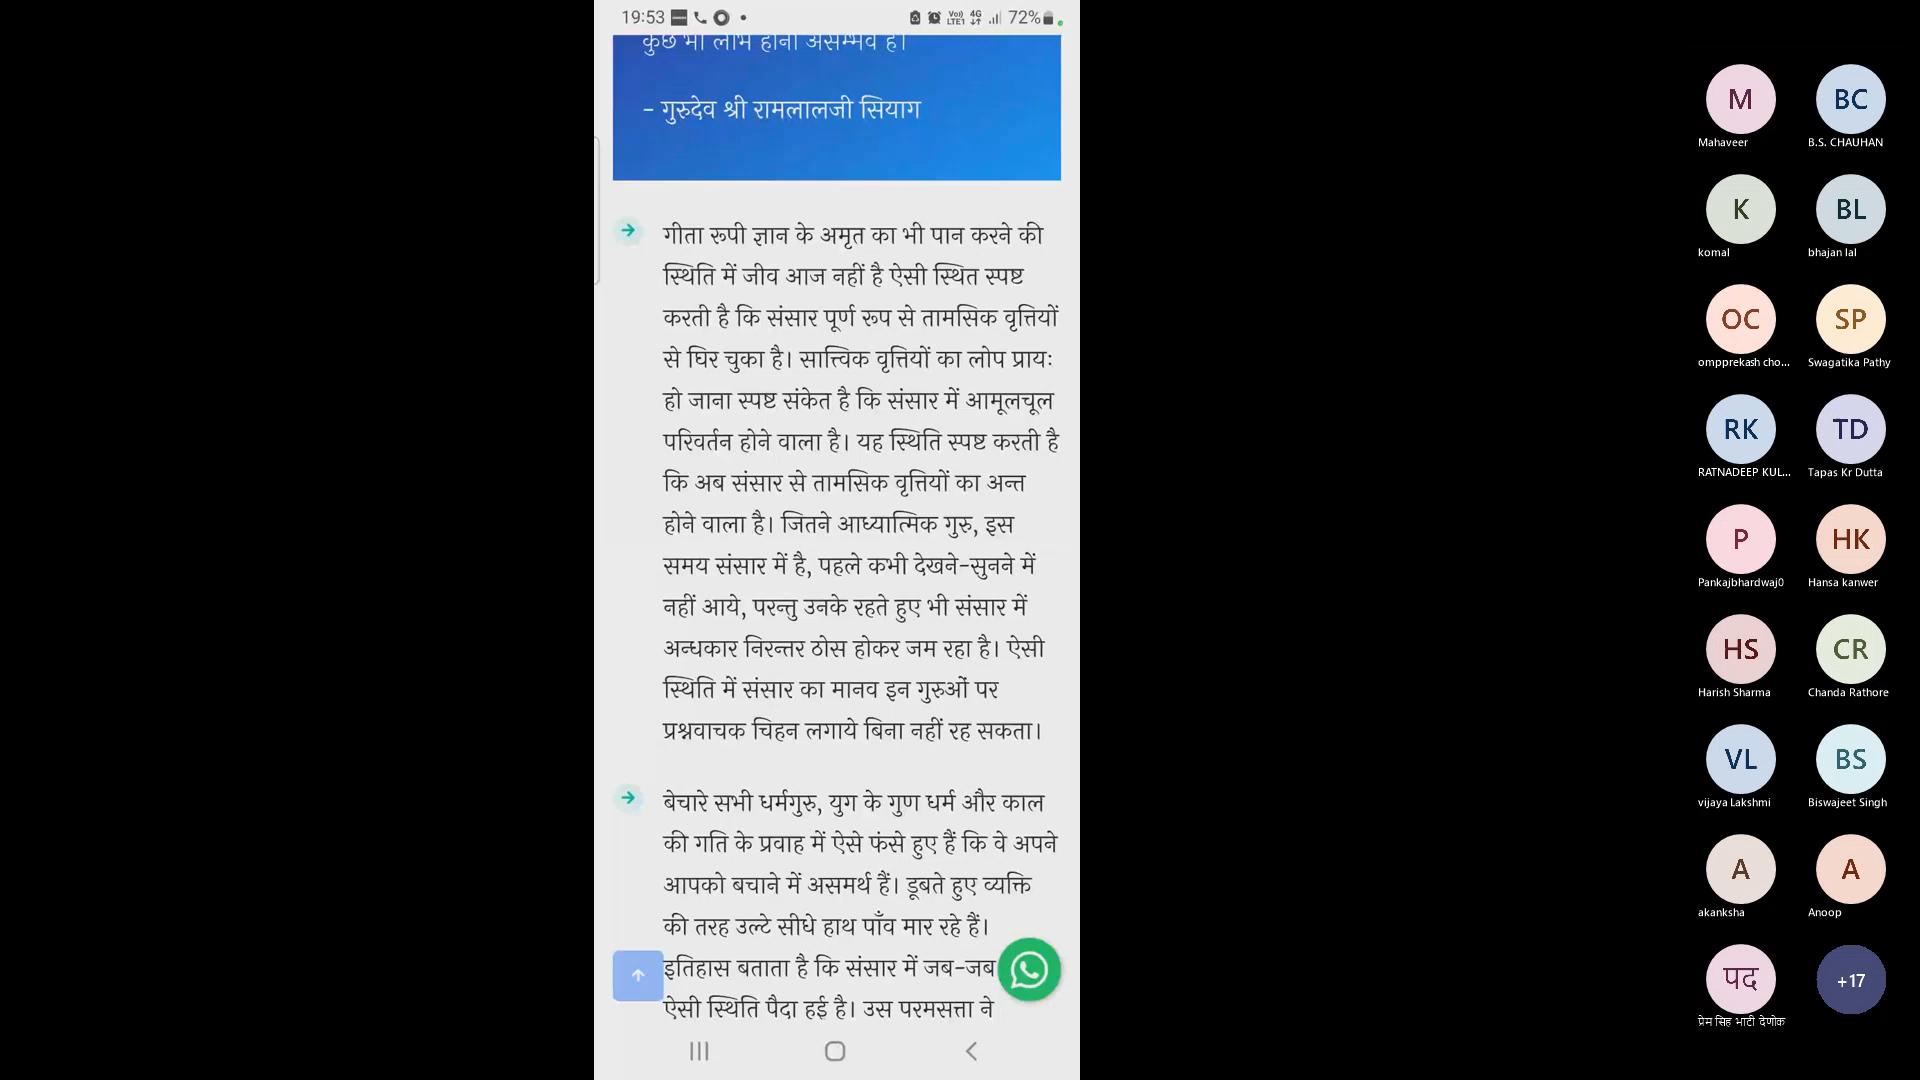 19:53
Vo)) LTE1 4G 72%
कुछ भी लाभ होना असम्भव है।
- गुरुदेव श्री रामलालजी सियाग
गीता रूपी ज्ञान के अमृत का भी पान करने की
स्थिति में जीव आज नहीं है ऐसी स्थित स्पष्ट
करती है कि संसार पूर्ण रूप से तामसिक वृत्तियों
से घिर चुका है। सात्त्विक वृत्तियों का लोप प्रायः
हो जाना स्पष्ट संकेत है कि संसार में आमूलचूल
परिवर्तन होने वाला है। यह स्थिति स्पष्ट करती है
कि अब संसार से तामसिक वृत्तियों का अन्त
होने वाला है। जितने आध्यात्मिक गुरु, इस
समय संसार में है, पहले कभी देखने-सुनने में
नहीं आये, परन्तु उनके रहते हुए भी संसार में
अन्धकार निरन्तर ठोस होकर जम रहा है। ऐसी
स्थिति में संसार का मानव इन गुरुओं पर
प्रश्नवाचक चिहन लगाये बिना नहीं रह सकता।
बेचारे सभी धर्मगुरु, युग के गुण धर्म और काल
की गति के प्रवाह में ऐसे फंसे हुए हैं कि वे अपने
आपको बचाने में असमर्थ हैं। डूबते हुए व्यक्ति
की तरह उल्टे सीधे हाथ पाँव मार रहे हैं।
इतिहास बताता है कि संसार में जब-जब
ऐसी स्थिति पैदा हुई है। उस परमसत्ता ने
M BC
Mahaveer B.S. CHAUHAN
K BL
komal bhajan lal
OC SP
ompprekash cho... Swagatika Pathy
RK TD
RATNADEEP KUL... Tapas Kr Dutta
P HK
Pankajbhardwaj0 Hansa kanwer
HS CR
Harish Sharma Chanda Rathore
VL BS
vijaya Lakshmi Biswajeet Singh
A A
akanksha Anoop
पद +17
प्रेम सिह भाटी देणोक